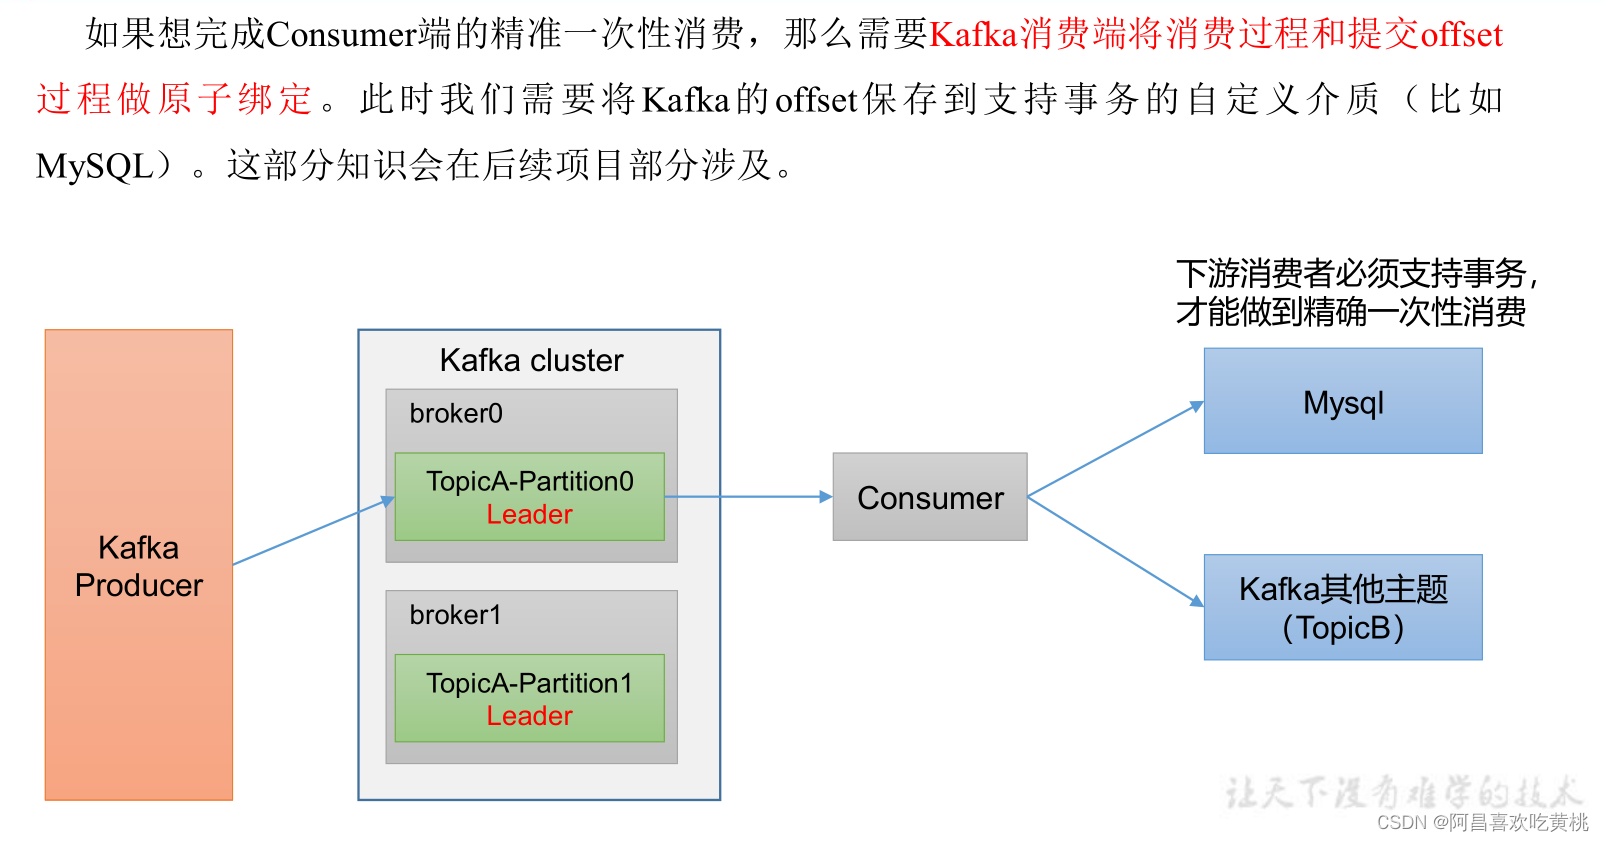 如果想完成Consumer端的精准一次性消费，那么需要Kafka消费端将消费过程和提交offset
过程做原子绑定。此时我们需要将Kafka的offset保存到支持事务的自定义介质（比如
MySQL）。这部分知识会在后续项目部分涉及。
下游消费者必须支持事务，
才能做到精确一次性消费
Kafka cluster
broker0
TopicA-Partition0
Leader
Mysql
Consumer
Kafka
Producer
broker1
TopicA-Partition1
Leader
Kafka其他主题
（TopicB）
让天下没有难学的技术
CSDN @阿昌喜欢吃黄桃